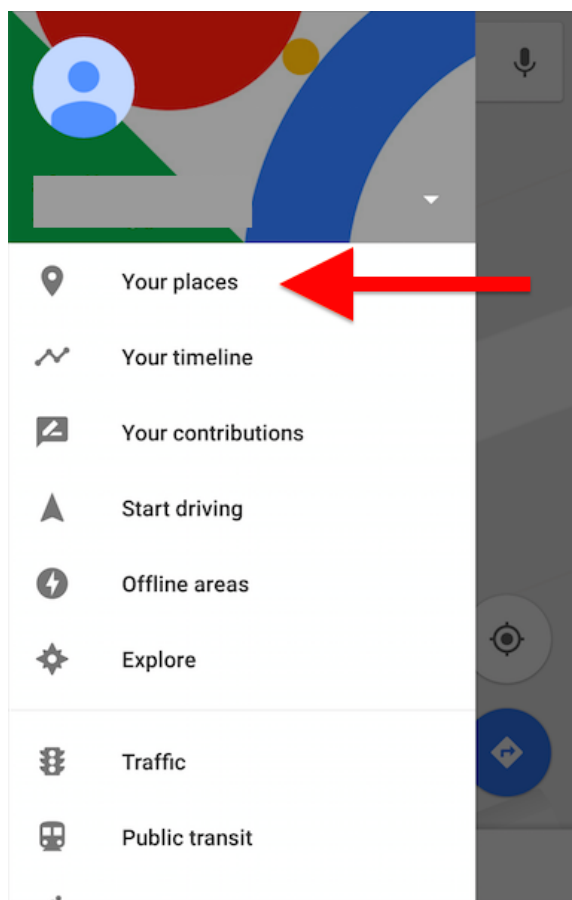 Your places
Your timeline
Your contributions
Start driving
Offline areas
Explore
Traffic
Public transit